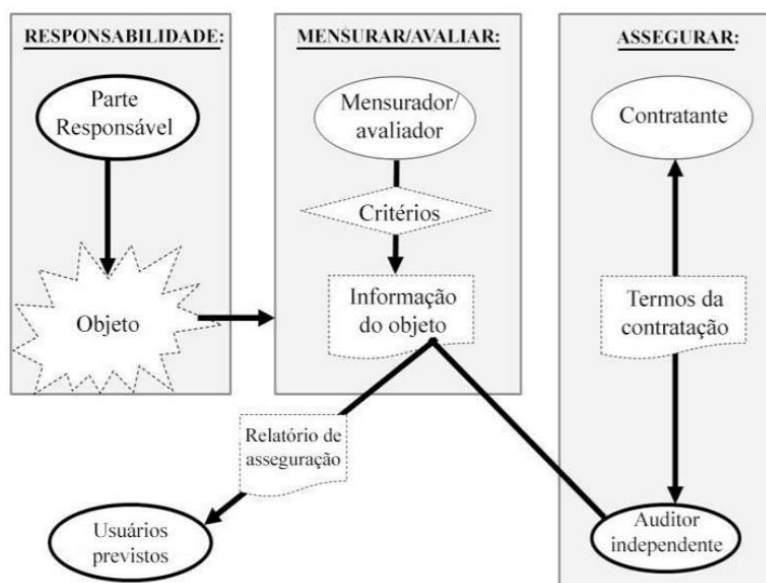 RESPONSABILIDADE:
Parte
Responsável
Objeto
MENSURAR/AVALIAR:
Mensurador/
avaliador
Critérios
Informação
do objeto
ASSEGURAR:
Contratante
Termos da
contratação
Auditor
independente
Relatório de
asseguração
Usuários
previstos